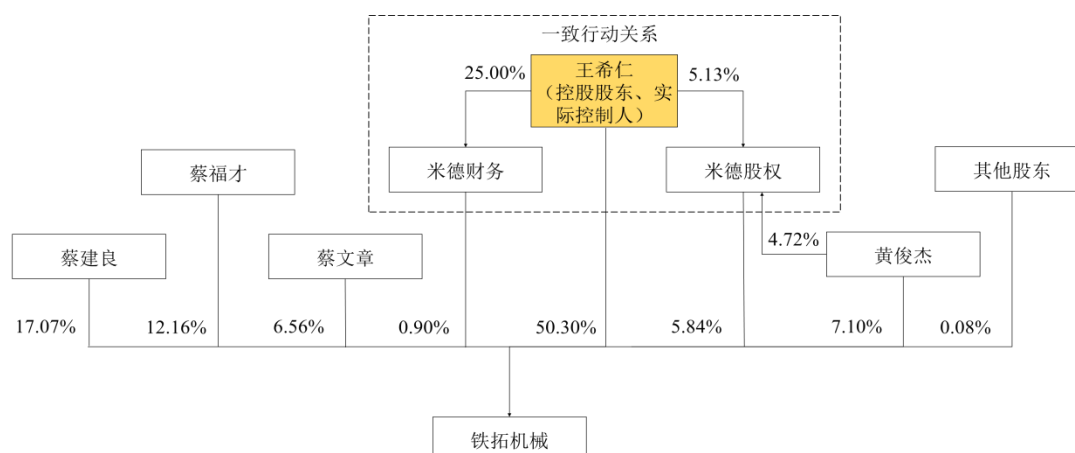 一致行动关系
25.00%
王希仁
（控股股东、实
际控制人）
5.13%
蔡福才
米德财务
米德股权
其他股东
蔡建良
蔡文章
4.72%
黄俊杰
17.07%
12.16%
6.56%
0.90%
50.30%
5.84%
7.10%
0.08%
铁拓机械